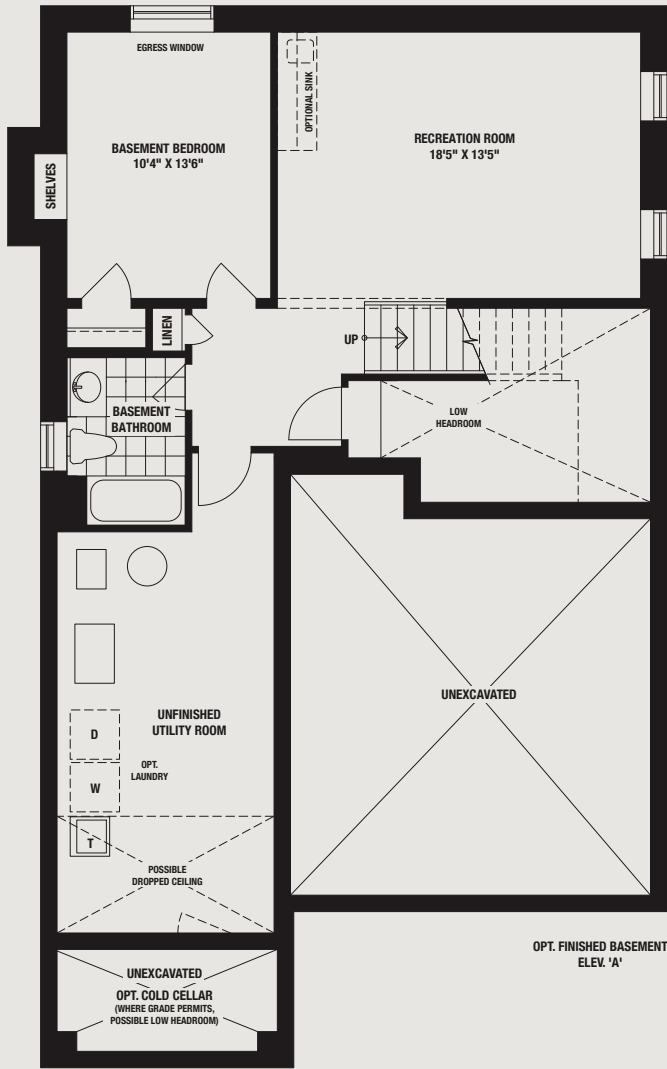 EGRESS WINDOW
BASEMENT BEDROOM
10'4" X 13'6"
SHELVES
OPTIONAL SINK
RECREATION ROOM
18'5" X 13'5"
LINEN
UP
BASEMENT
BATHROOM
LOW
HEADROOM
UNEXCAVATED
UNFINISHED
UTILITY ROOM
D
OPT.
LAUNDRY
W
T
POSSIBLE
DROPPED CEILING
UNEXCAVATED
OPT. COLD CELLAR
(WHERE GRADE PERMITS,
POSSIBLE LOW HEADROOM)
OPT. FINISHED BASEMENT
ELEV. 'A'